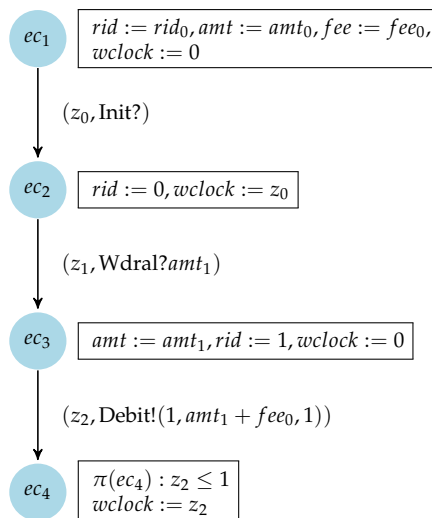 ec₁
rid := rid₀, amt := amt₀, fee := fee₀,
wclock := 0
(z₀, Init?)
ec₂
rid := 0, wclock := z₀
(z₁, Wdral?amt₁)
ec₃
amt := amt₁, rid := 1, wclock := 0
(z₂, Debit!(1, amt₁ + fee₀, 1))
ec₄
π(ec₄) : z₂ ≤ 1
wclock := z₂